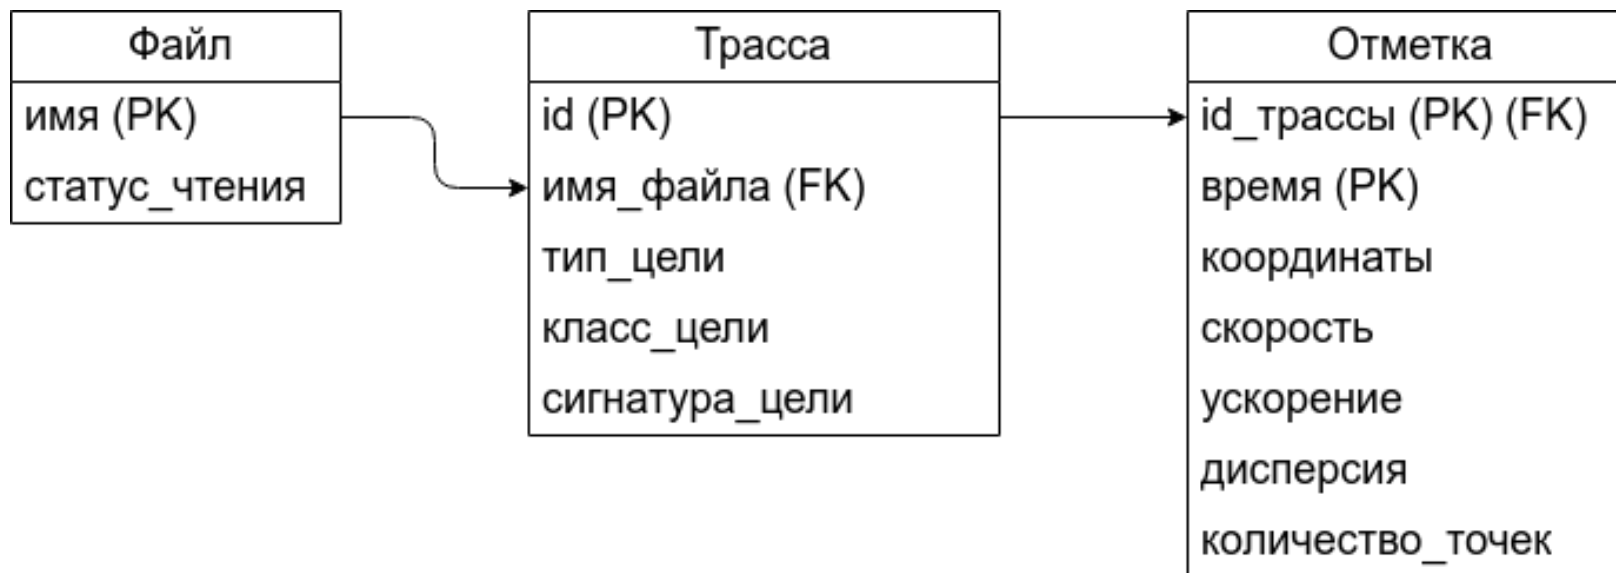 Файл
имя (PK)
статус_чтения
Трасса
id (PK)
имя_файла (FK)
тип_цели
класс_цели
сигнатура_цели
Отметка
id_трассы (PK) (FK)
время (PK)
координаты
скорость
ускорение
дисперсия
количество_точек